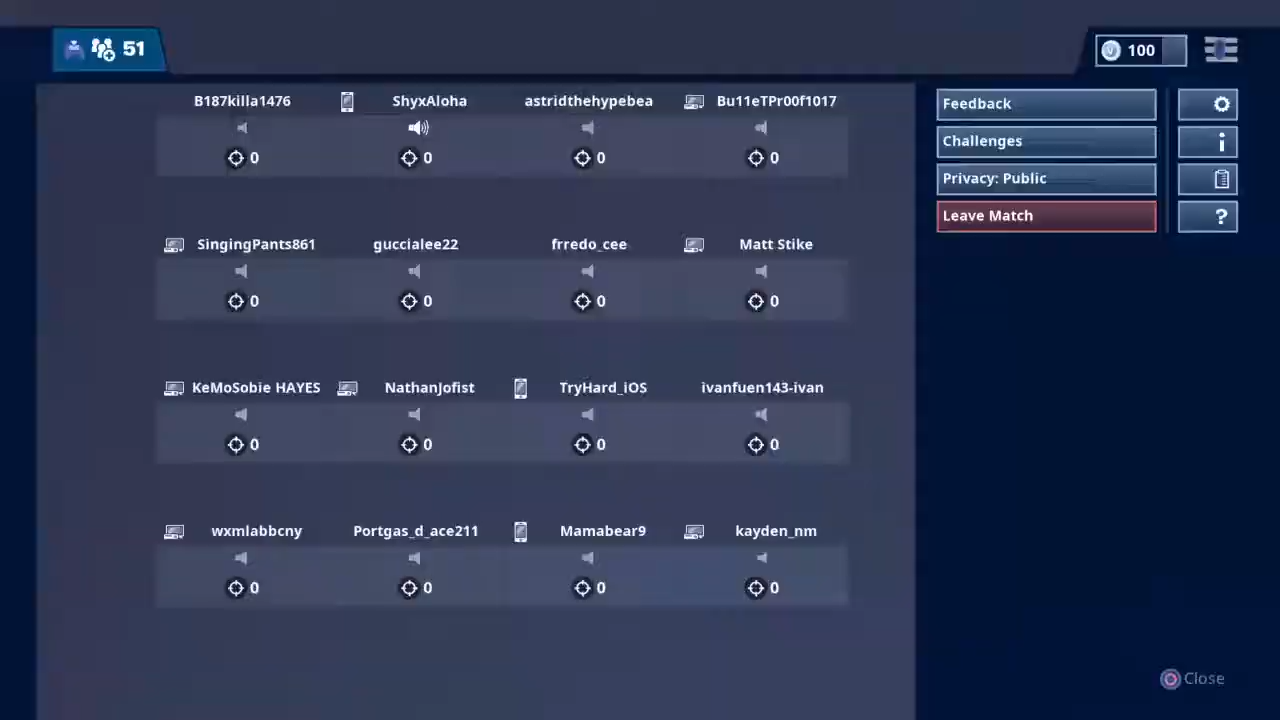 51
100
B187killa1476 ShyxAloha astridthehypebea Bu11eTPr00f1017
0 0 0 0
SingingPants861 guccialee22 frredo_cee Matt Stike
0 0 0 0
KeMoSobie HAYES NathanJofist TryHard_iOS ivanfuen143-ivan
0 0 0 0
wxmlabbcny Portgas_d_ace211 Mamabear9 kayden_nm
0 0 0 0
Feedback
Challenges
Privacy: Public
Leave Match
Close